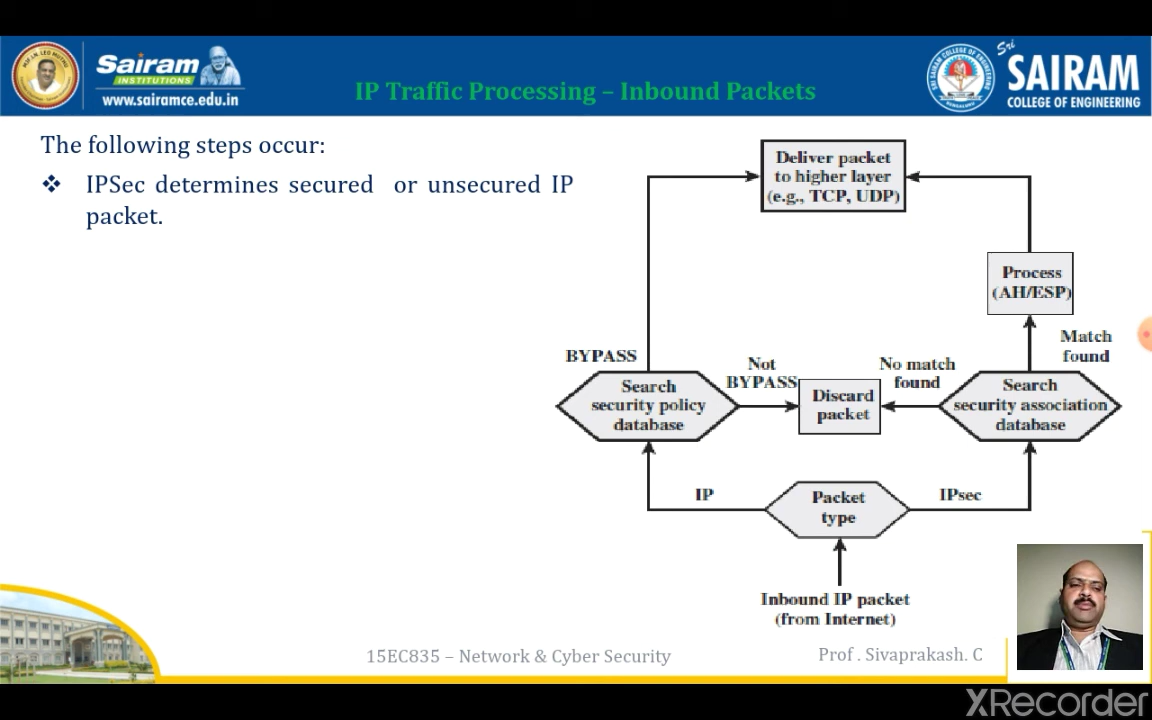 Sairam
INSTITUTIONS
www.sairamce.edu.in
IP Traffic Processing – Inbound Packets
Sri
SAIRAM
COLLEGE OF ENGINEERING
The following steps occur:
❖ IPSec determines secured or unsecured IP
packet.
Deliver packet
to higher layer
(e.g., TCP, UDP)
Process
(AH/ESP)
Match
found
BYPASS
Not
BYPASS
No match
found
Search
security policy
database
Discard
packet
Search
security association
database
IP
Packet
type
IPsec
Inbound IP packet
(from Internet)
15EC835 – Network & Cyber Security
Prof . Sivaprakash. C
XRecorder